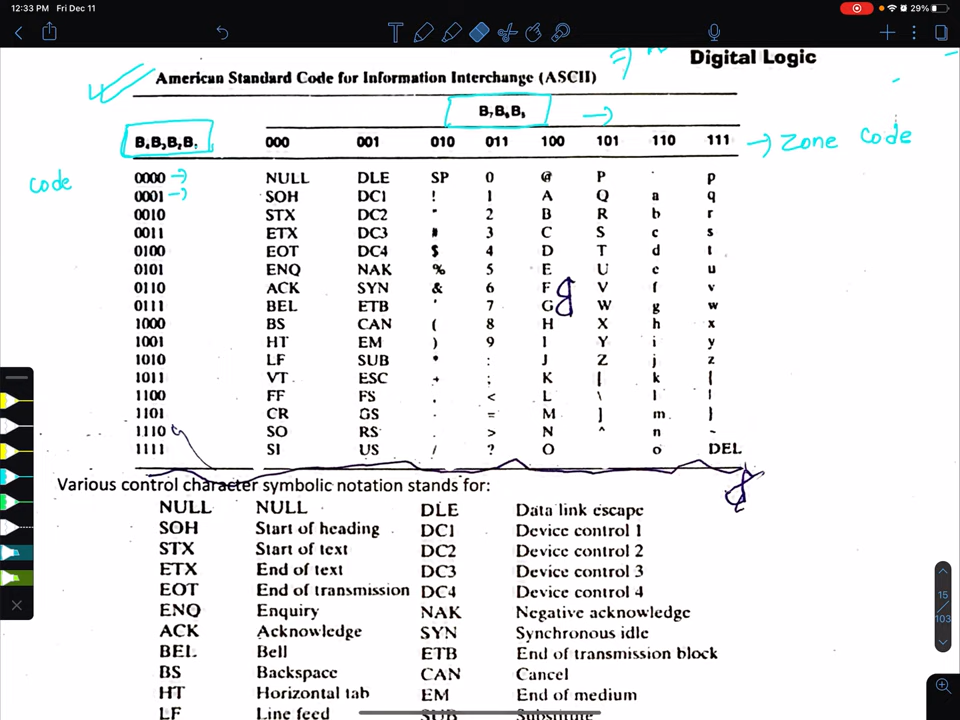 12:33 PM Fri Dec 11 29%
Digital Logic
American Standard Code for Information Interchange (ASCII)
B₇B₆B₅
B₄B₃B₂B₁ 000 001 010 011 100 101 110 111 → Zone code
code
0000 → NULL DLE SP 0 @ P ` p
0001 → SOH DC1 ! 1 A Q a q
0010 STX DC2 " 2 B R b r
0011 ETX DC3 # 3 C S c s
0100 EOT DC4 $ 4 D T d t
0101 ENQ NAK % 5 E U e u
0110 ACK SYN & 6 F V f v
0111 BEL ETB ' 7 G W g w
1000 BS CAN ( 8 H X h x
1001 HT EM ) 9 I Y i y
1010 LF SUB * : J Z j z
1011 VT ESC + ; K [ k {
1100 FF FS , < L \ l |
1101 CR GS - = M ] m }
1110 SO RS . > N ^ n ~
1111 SI US / ? O o DEL
Various control character symbolic notation stands for:
NULL NULL DLE Data link escape
SOH Start of heading DC1 Device control 1
STX Start of text DC2 Device control 2
ETX End of text DC3 Device control 3
EOT End of transmission DC4 Device control 4
ENQ Enquiry NAK Negative acknowledge
ACK Acknowledge SYN Synchronous idle
BEL Bell ETB End of transmission block
BS Backspace CAN Cancel
HT Horizontal tab EM End of medium
LF Line feed SUB Substitute
15
103